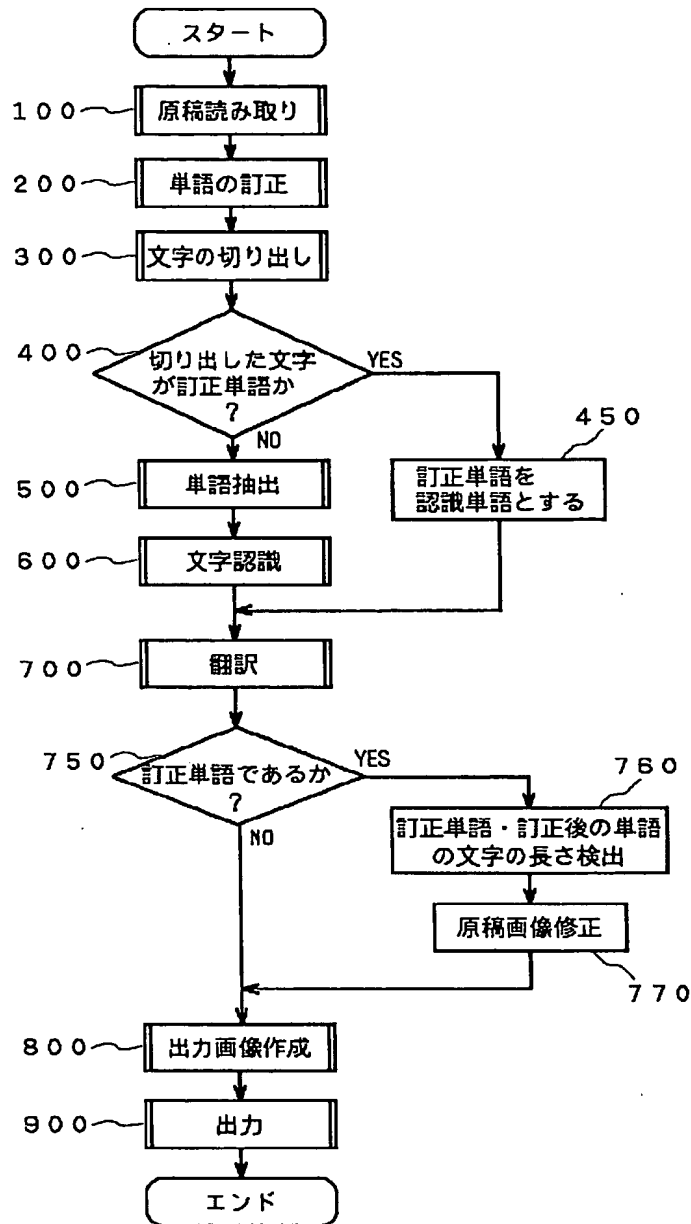 スタート
100
原稿読み取り
200
単語の訂正
300
文字の切り出し
400
切り出した文字
が訂正単語か
?
YES
NO
450
訂正単語を
認識単語とする
500
単語抽出
600
文字認識
700
翻訳
750
訂正単語であるか
?
YES
NO
760
訂正単語・訂正後の単語
の文字の長さ検出
原稿画像修正
770
800
出力画像作成
900
出力
エンド